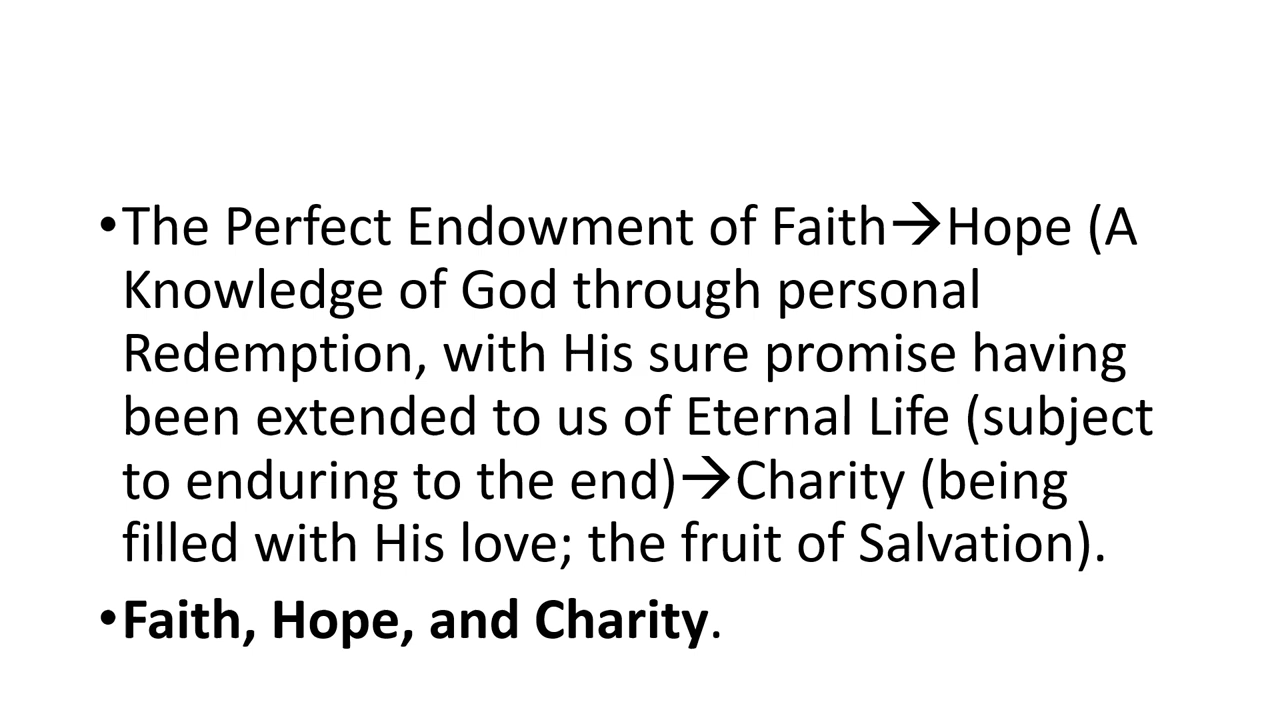 •The Perfect Endowment of Faith→Hope (A
Knowledge of God through personal
Redemption, with His sure promise having
been extended to us of Eternal Life (subject
to enduring to the end)→Charity (being
filled with His love; the fruit of Salvation).
•Faith, Hope, and Charity.